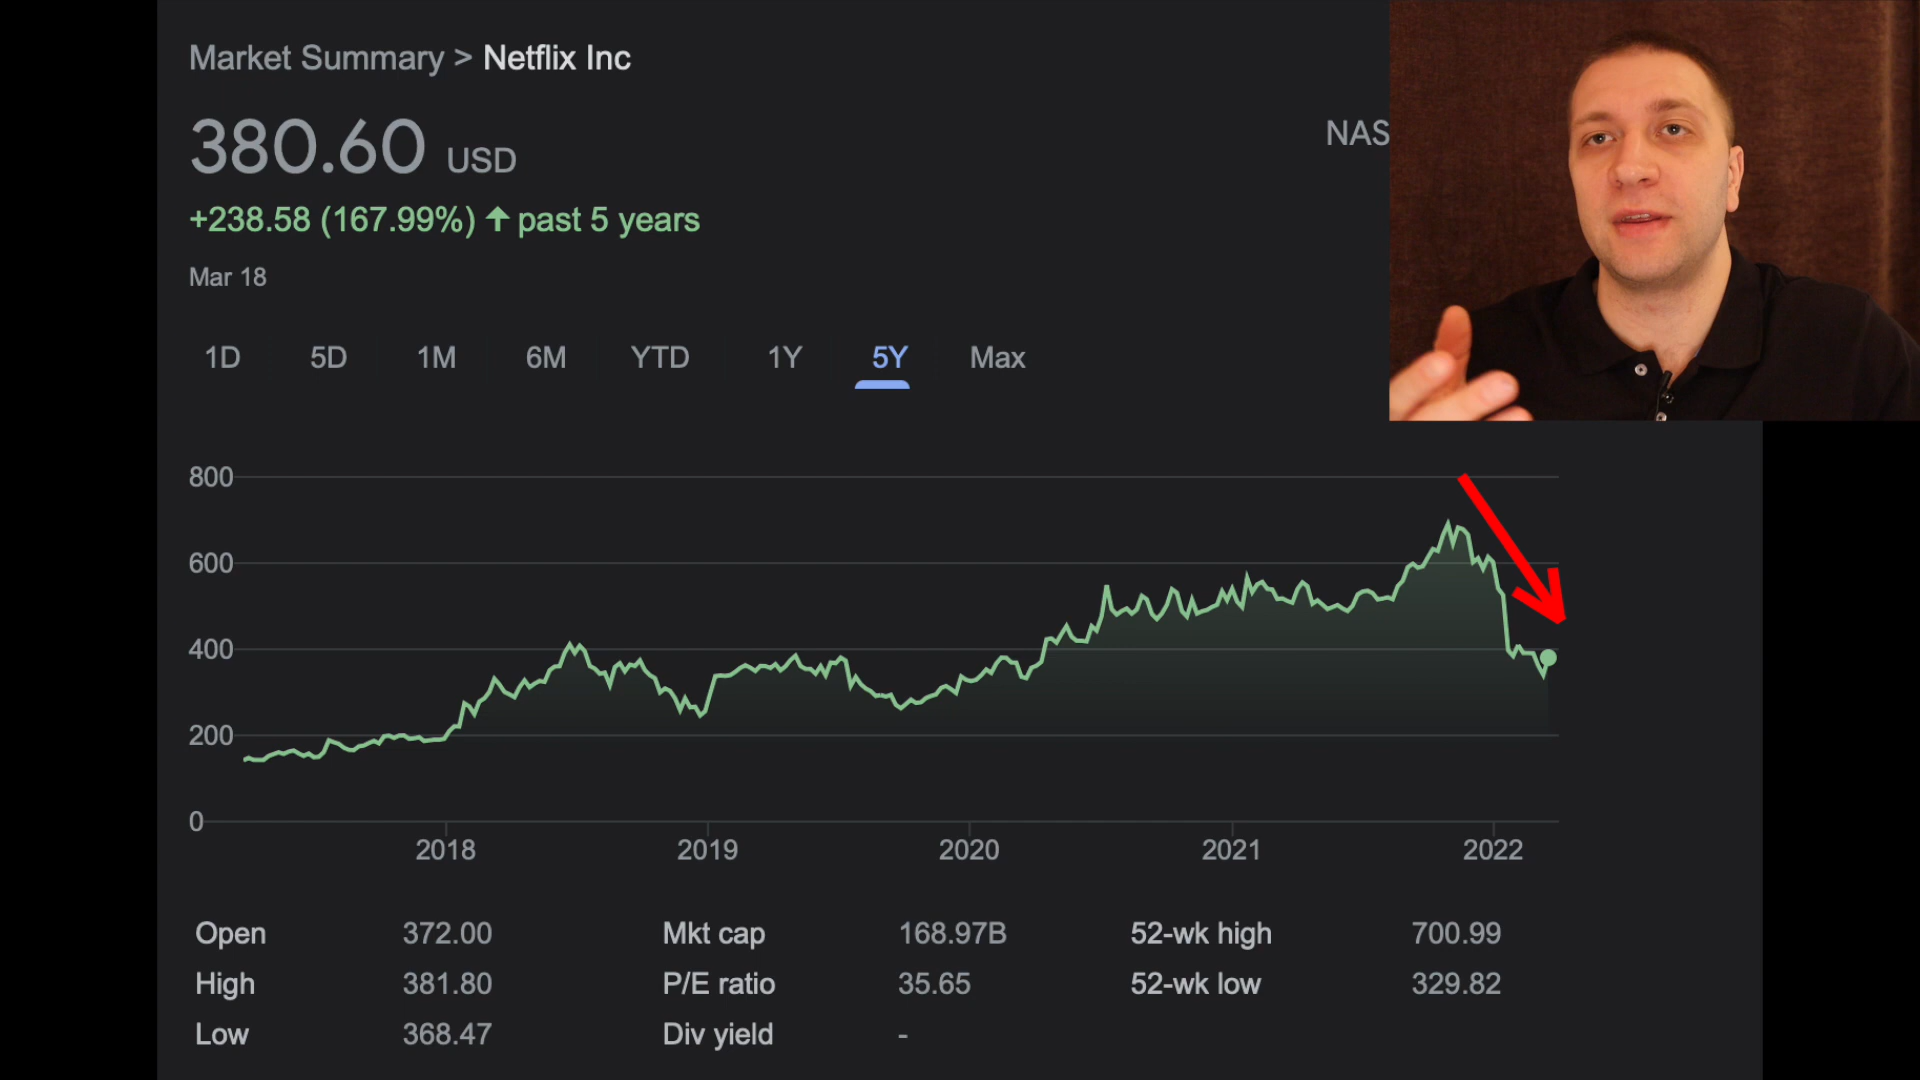 Market Summary > Netflix Inc
380.60 USD
NAS
+238.58 (167.99%) ↑ past 5 years
Mar 18
1D 5D 1M 6M YTD 1Y 5Y Max
800
600
400
200
0
2018 2019 2020 2021 2022
Open 372.00 Mkt cap 168.97B 52-wk high 700.99
High 381.80 P/E ratio 35.65 52-wk low 329.82
Low 368.47 Div yield -